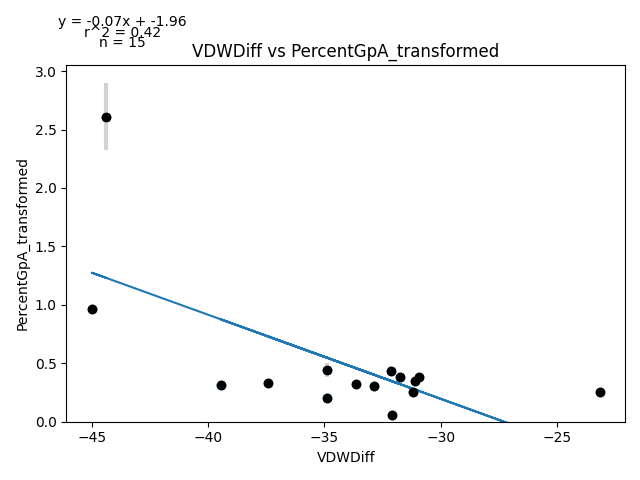 y = -0.07x + -1.96
r^2 = 0.42
n = 15
VDWDiff vs PercentGpA_transformed
3.0
2.5
2.0
1.5
1.0
0.5
0.0
PercentGpA_transformed
−45
−40
−35
−30
−25
VDWDiff